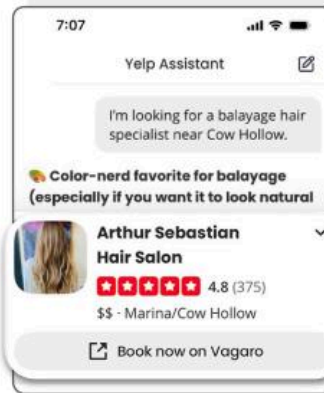 7:07
Yelp Assistant
I'm looking for a balayage hair
specialist near Cow Hollow.
Color-nerd favorite for balayage
(especially if you want it to look natural
Arthur Sebastian
Hair Salon
4.8 (375)
$$ · Marina/Cow Hollow
Book now on Vagaro